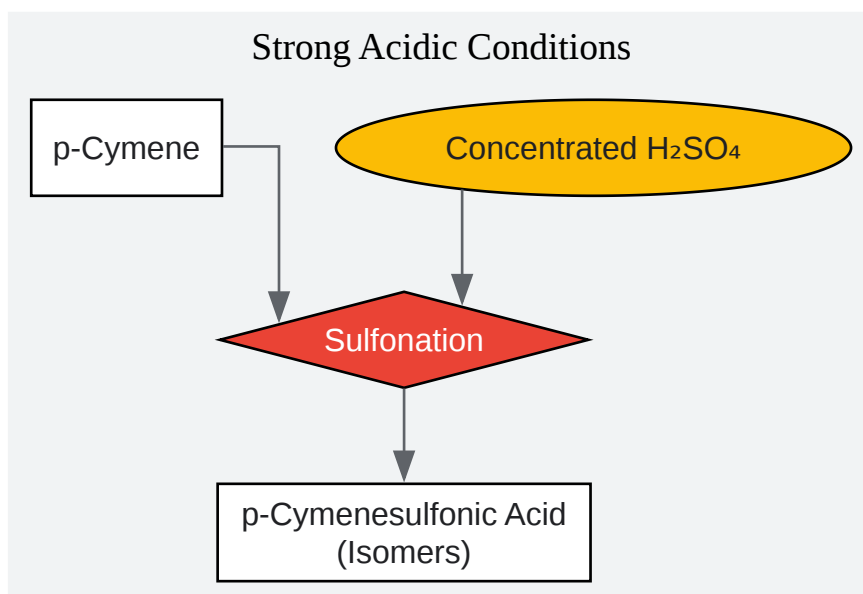 Strong Acidic Conditions
p-Cymene
Concentrated H₂SO₄
Sulfonation
p-Cymenesulfonic Acid
(Isomers)